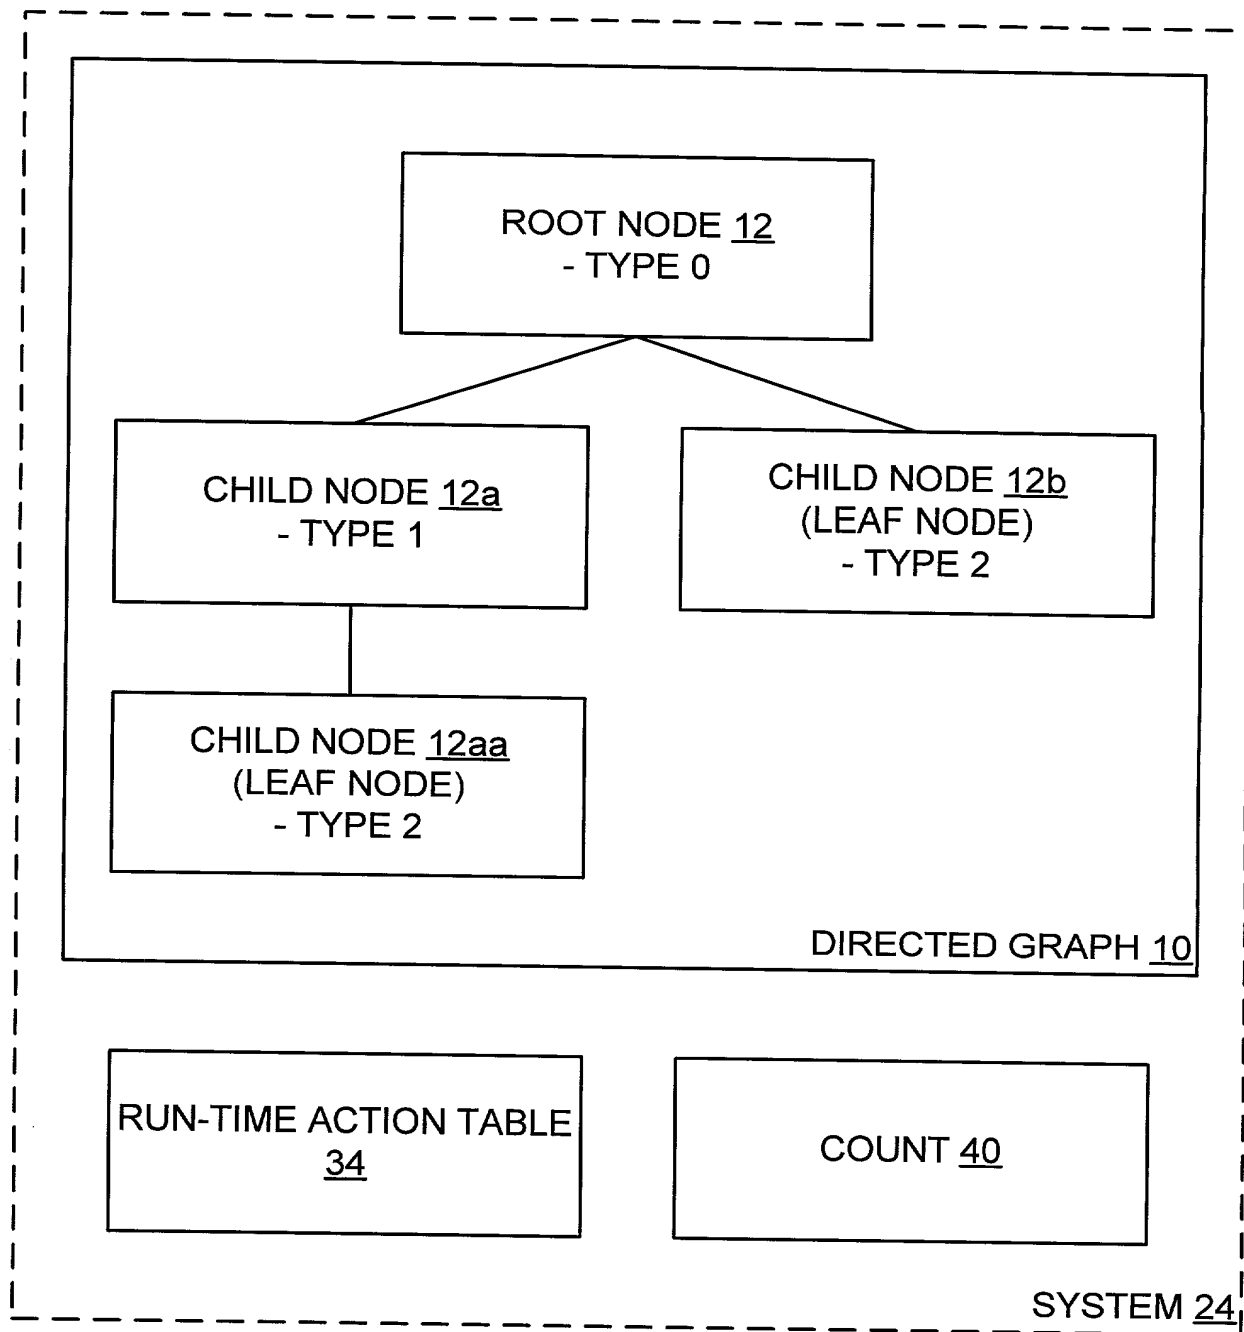 ROOT NODE 12
- TYPE 0
CHILD NODE 12a
- TYPE 1
CHILD NODE 12b
(LEAF NODE)
- TYPE 2
CHILD NODE 12aa
(LEAF NODE)
- TYPE 2
DIRECTED GRAPH 10
RUN-TIME ACTION TABLE
34
COUNT 40
SYSTEM 24